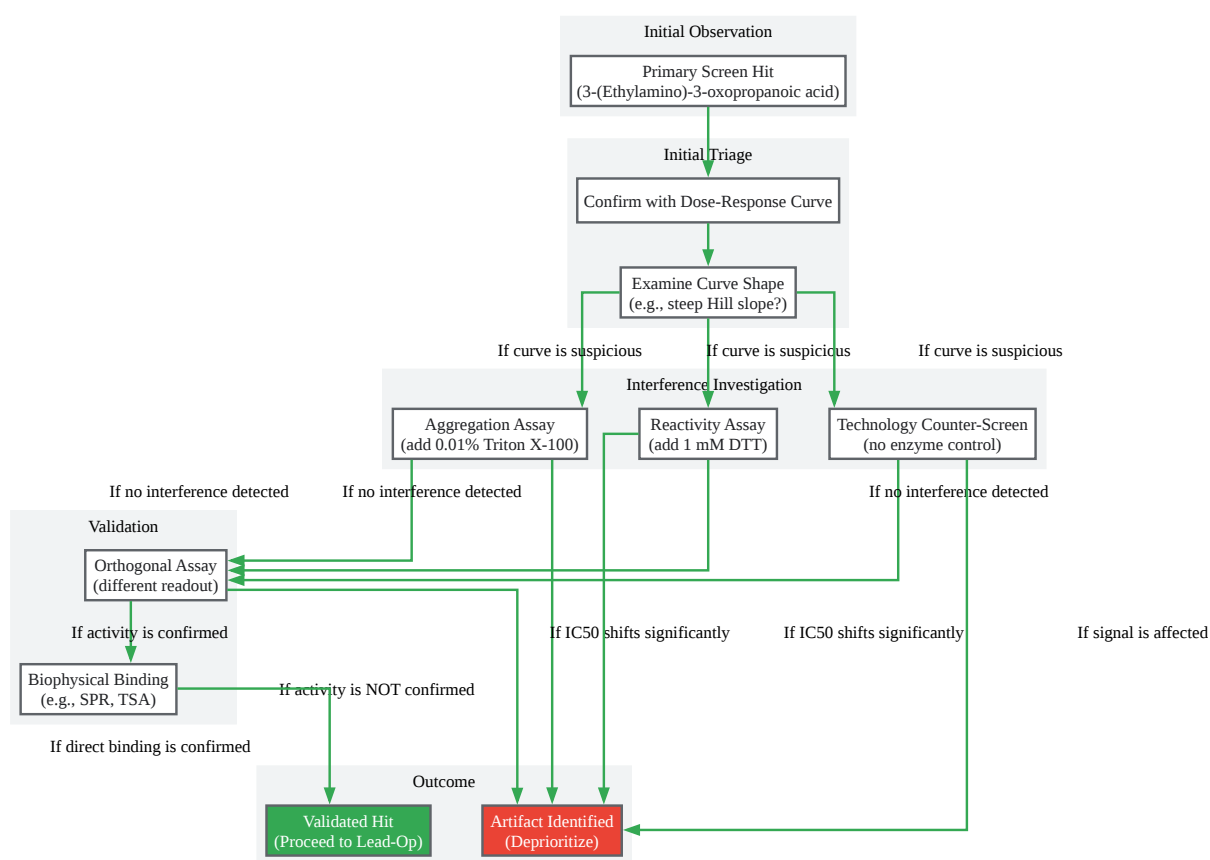 Initial Observation
Primary Screen Hit
(3-(Ethylamino)-3-oxopropanoic acid)
Initial Triage
Confirm with Dose-Response Curve
Examine Curve Shape
(e.g., steep Hill slope?)
If curve is suspicious
If curve is suspicious
If curve is suspicious
Interference Investigation
Aggregation Assay
(add 0.01% Triton X-100)
Reactivity Assay
(add 1 mM DTT)
Technology Counter-Screen
(no enzyme control)
If no interference detected
If no interference detected
If no interference detected
Validation
Orthogonal Assay
(different readout)
If activity is confirmed
If IC50 shifts significantly
If IC50 shifts significantly
If signal is affected
Biophysical Binding
(e.g., SPR, TSA)
If activity is NOT confirmed
If direct binding is confirmed
Outcome
Validated Hit
(Proceed to Lead-Op)
Artifact Identified
(Deprioritize)